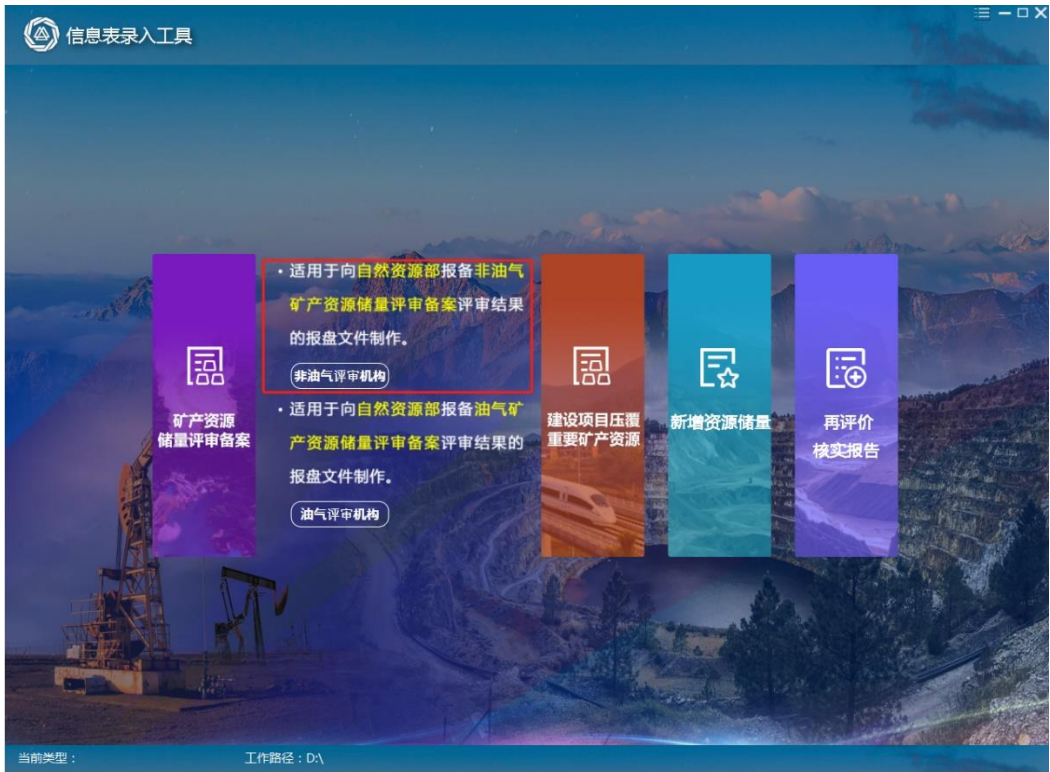 信息表录入工具
• 适用于向自然资源部报备非油气
矿产资源储量评审备案评审结果
的报盘文件制作。
非油气评审机构
• 适用于向自然资源部报备油气矿
产资源储量评审备案评审结果的
报盘文件制作。
油气评审机构
矿产资源
储量评审备案
建设项目压覆
重要矿产资源
新增资源储量
再评价
核实报告
当前类型：
工作路径：D:\